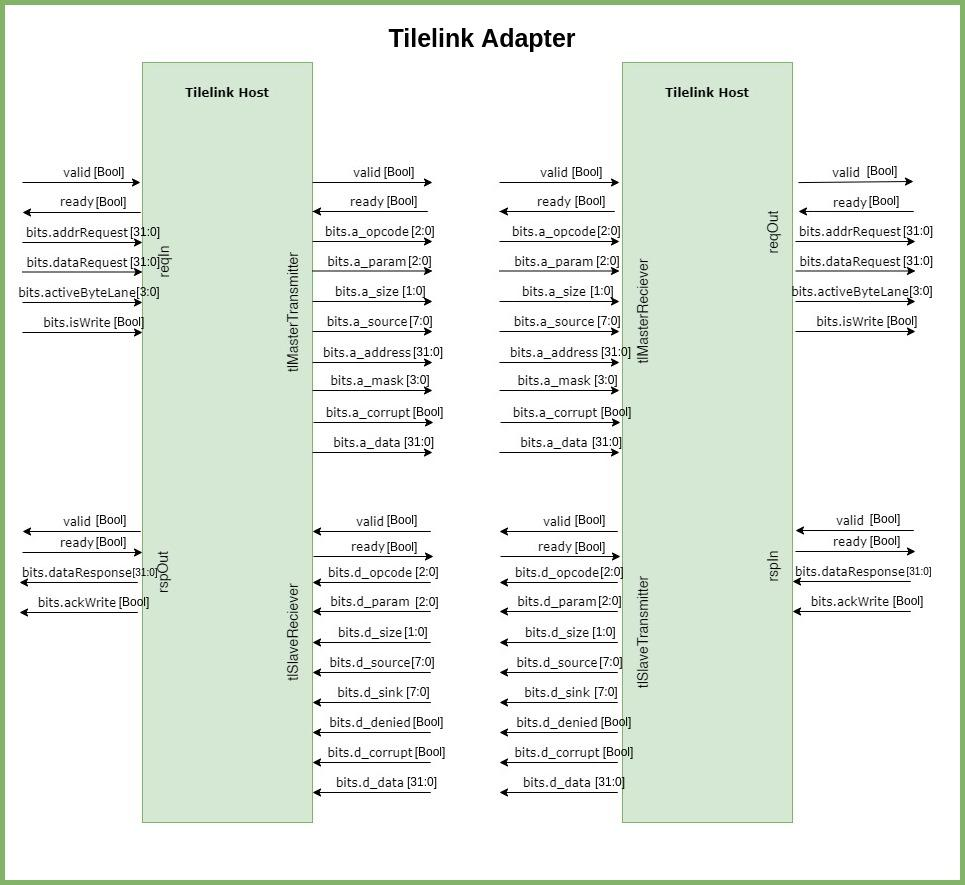 Tilelink Adapter
Tilelink Host
valid [Bool]
ready [Bool]
bits.addrRequest [31:0]
bits.dataRequest [31:0]
bits.activeByteLane [3:0]
bits.isWrite [Bool]
reqIn
valid [Bool]
ready [Bool]
bits.dataResponse [31:0]
bits.ackWrite [Bool]
rspOut
tlMasterTransmitter
valid [Bool]
ready [Bool]
bits.a_opcode [2:0]
bits.a_param [2:0]
bits.a_size [1:0]
bits.a_source [7:0]
bits.a_address [31:0]
bits.a_mask [3:0]
bits.a_corrupt [Bool]
bits.a_data [31:0]
tlSlaveReciever
valid [Bool]
ready [Bool]
bits.d_opcode [2:0]
bits.d_param [2:0]
bits.d_size [1:0]
bits.d_source [7:0]
bits.d_sink [7:0]
bits.d_denied [Bool]
bits.d_corrupt [Bool]
bits.d_data [31:0]
Tilelink Host
valid [Bool]
ready [Bool]
bits.a_opcode [2:0]
bits.a_param [2:0]
bits.a_size [1:0]
bits.a_source [7:0]
bits.a_address [31:0]
bits.a_mask [3:0]
bits.a_corrupt [Bool]
bits.a_data [31:0]
tlMasterReciever
valid [Bool]
ready [Bool]
bits.d_opcode [2:0]
bits.d_param [2:0]
bits.d_size [1:0]
bits.d_source [7:0]
bits.d_sink [7:0]
bits.d_denied [Bool]
bits.d_corrupt [Bool]
bits.d_data [31:0]
tlSlaveTransmitter
reqOut
valid [Bool]
ready [Bool]
bits.addrRequest [31:0]
bits.dataRequest [31:0]
bits.activeByteLane [3:0]
bits.isWrite [Bool]
rspIn
valid [Bool]
ready [Bool]
bits.dataResponse [31:0]
bits.ackWrite [Bool]